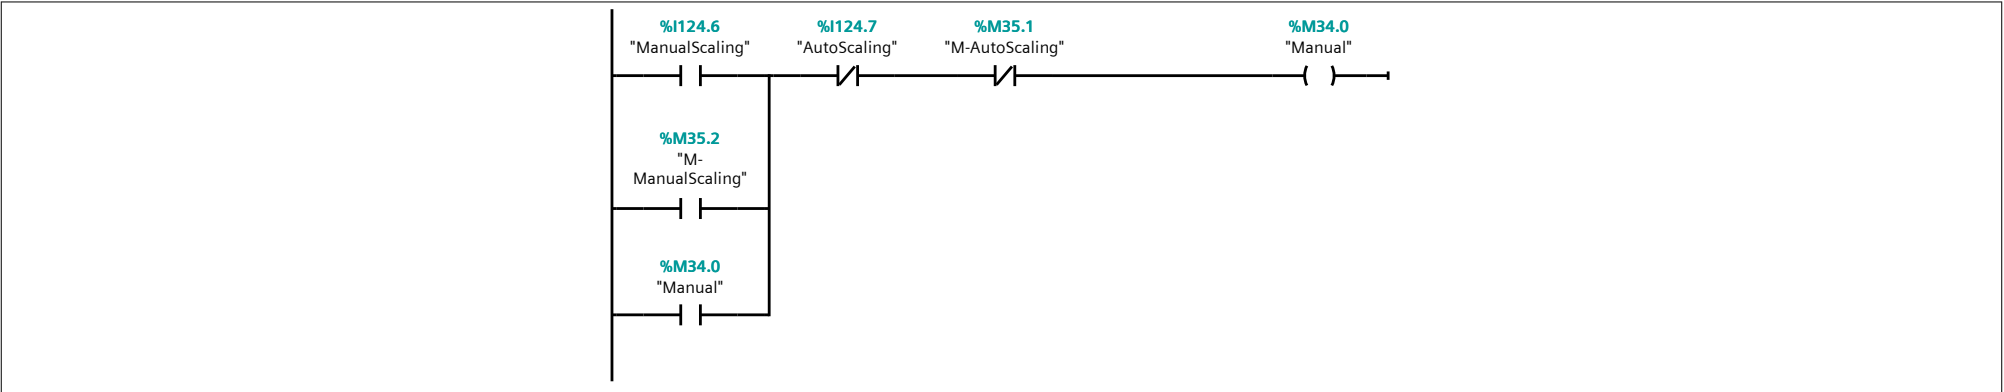 %I124.6
"ManualScaling"
%I124.7
"AutoScaling"
%M35.1
"M-AutoScaling"
%M34.0
"Manual"
%M35.2
"M-
ManualScaling"
%M34.0
"Manual"